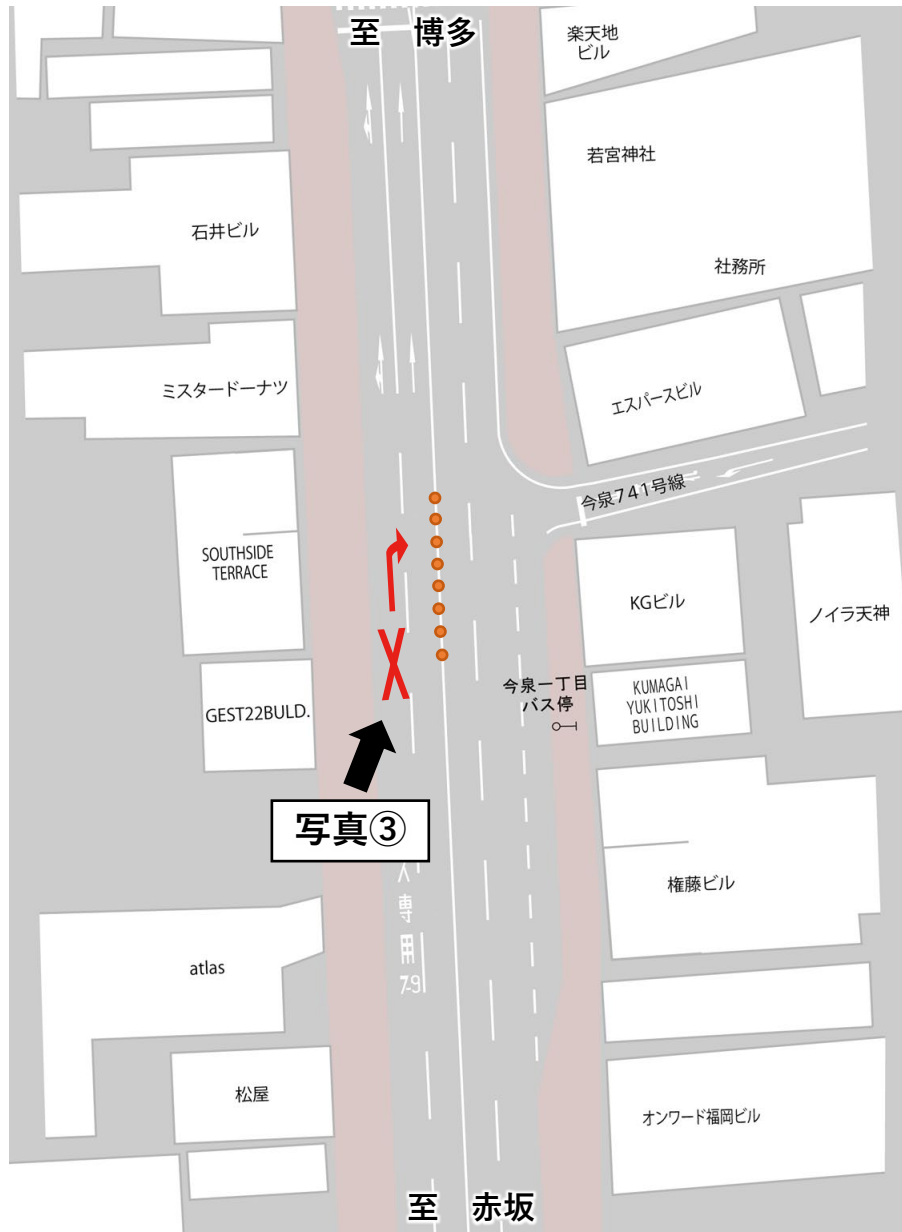 至 博多
楽天地
ビル
若宮神社
石井ビル
社務所
ミスタードーナツ
エスパースビル
今泉741号線
SOUTHSIDE
TERRACE
KGビル
ノイラ天神
今泉一丁目
バス停
KUMAGAI
YUKITOSHI
BUILDING
GEST22BULD.
写真③
権藤ビル
専
用
7-9
atlas
松屋
オンワード福岡ビル
至 赤坂